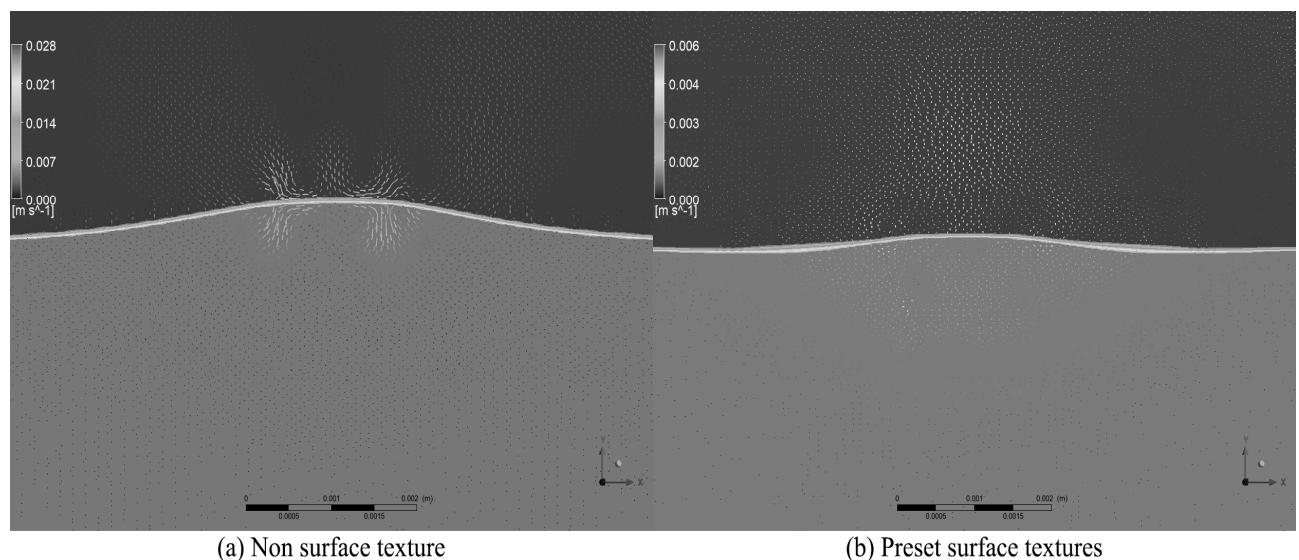 0.028
0.021
0.014
0.007
0.000
[m s^-1]
0.006
0.004
0.003
0.002
0.000
[m s^-1]
Y
X
0 0.001 0.002 (m)
0.0005 0.0015
Y
X
0 0.001 0.002 (m)
0.0005 0.0015
(a) Non surface texture
(b) Preset surface textures